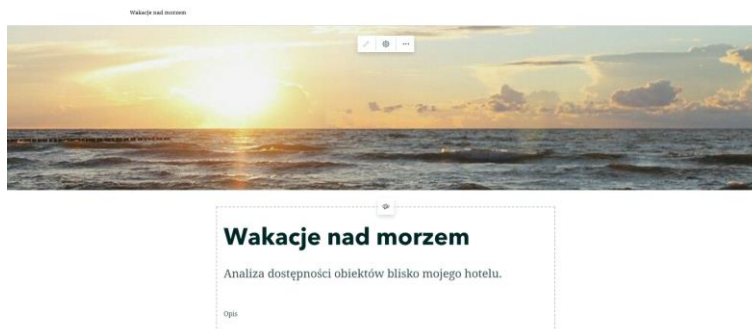 Wakacje nad morzem
Wakacje nad morzem
Analiza dostępności obiektów blisko mojego hotelu.
Opis